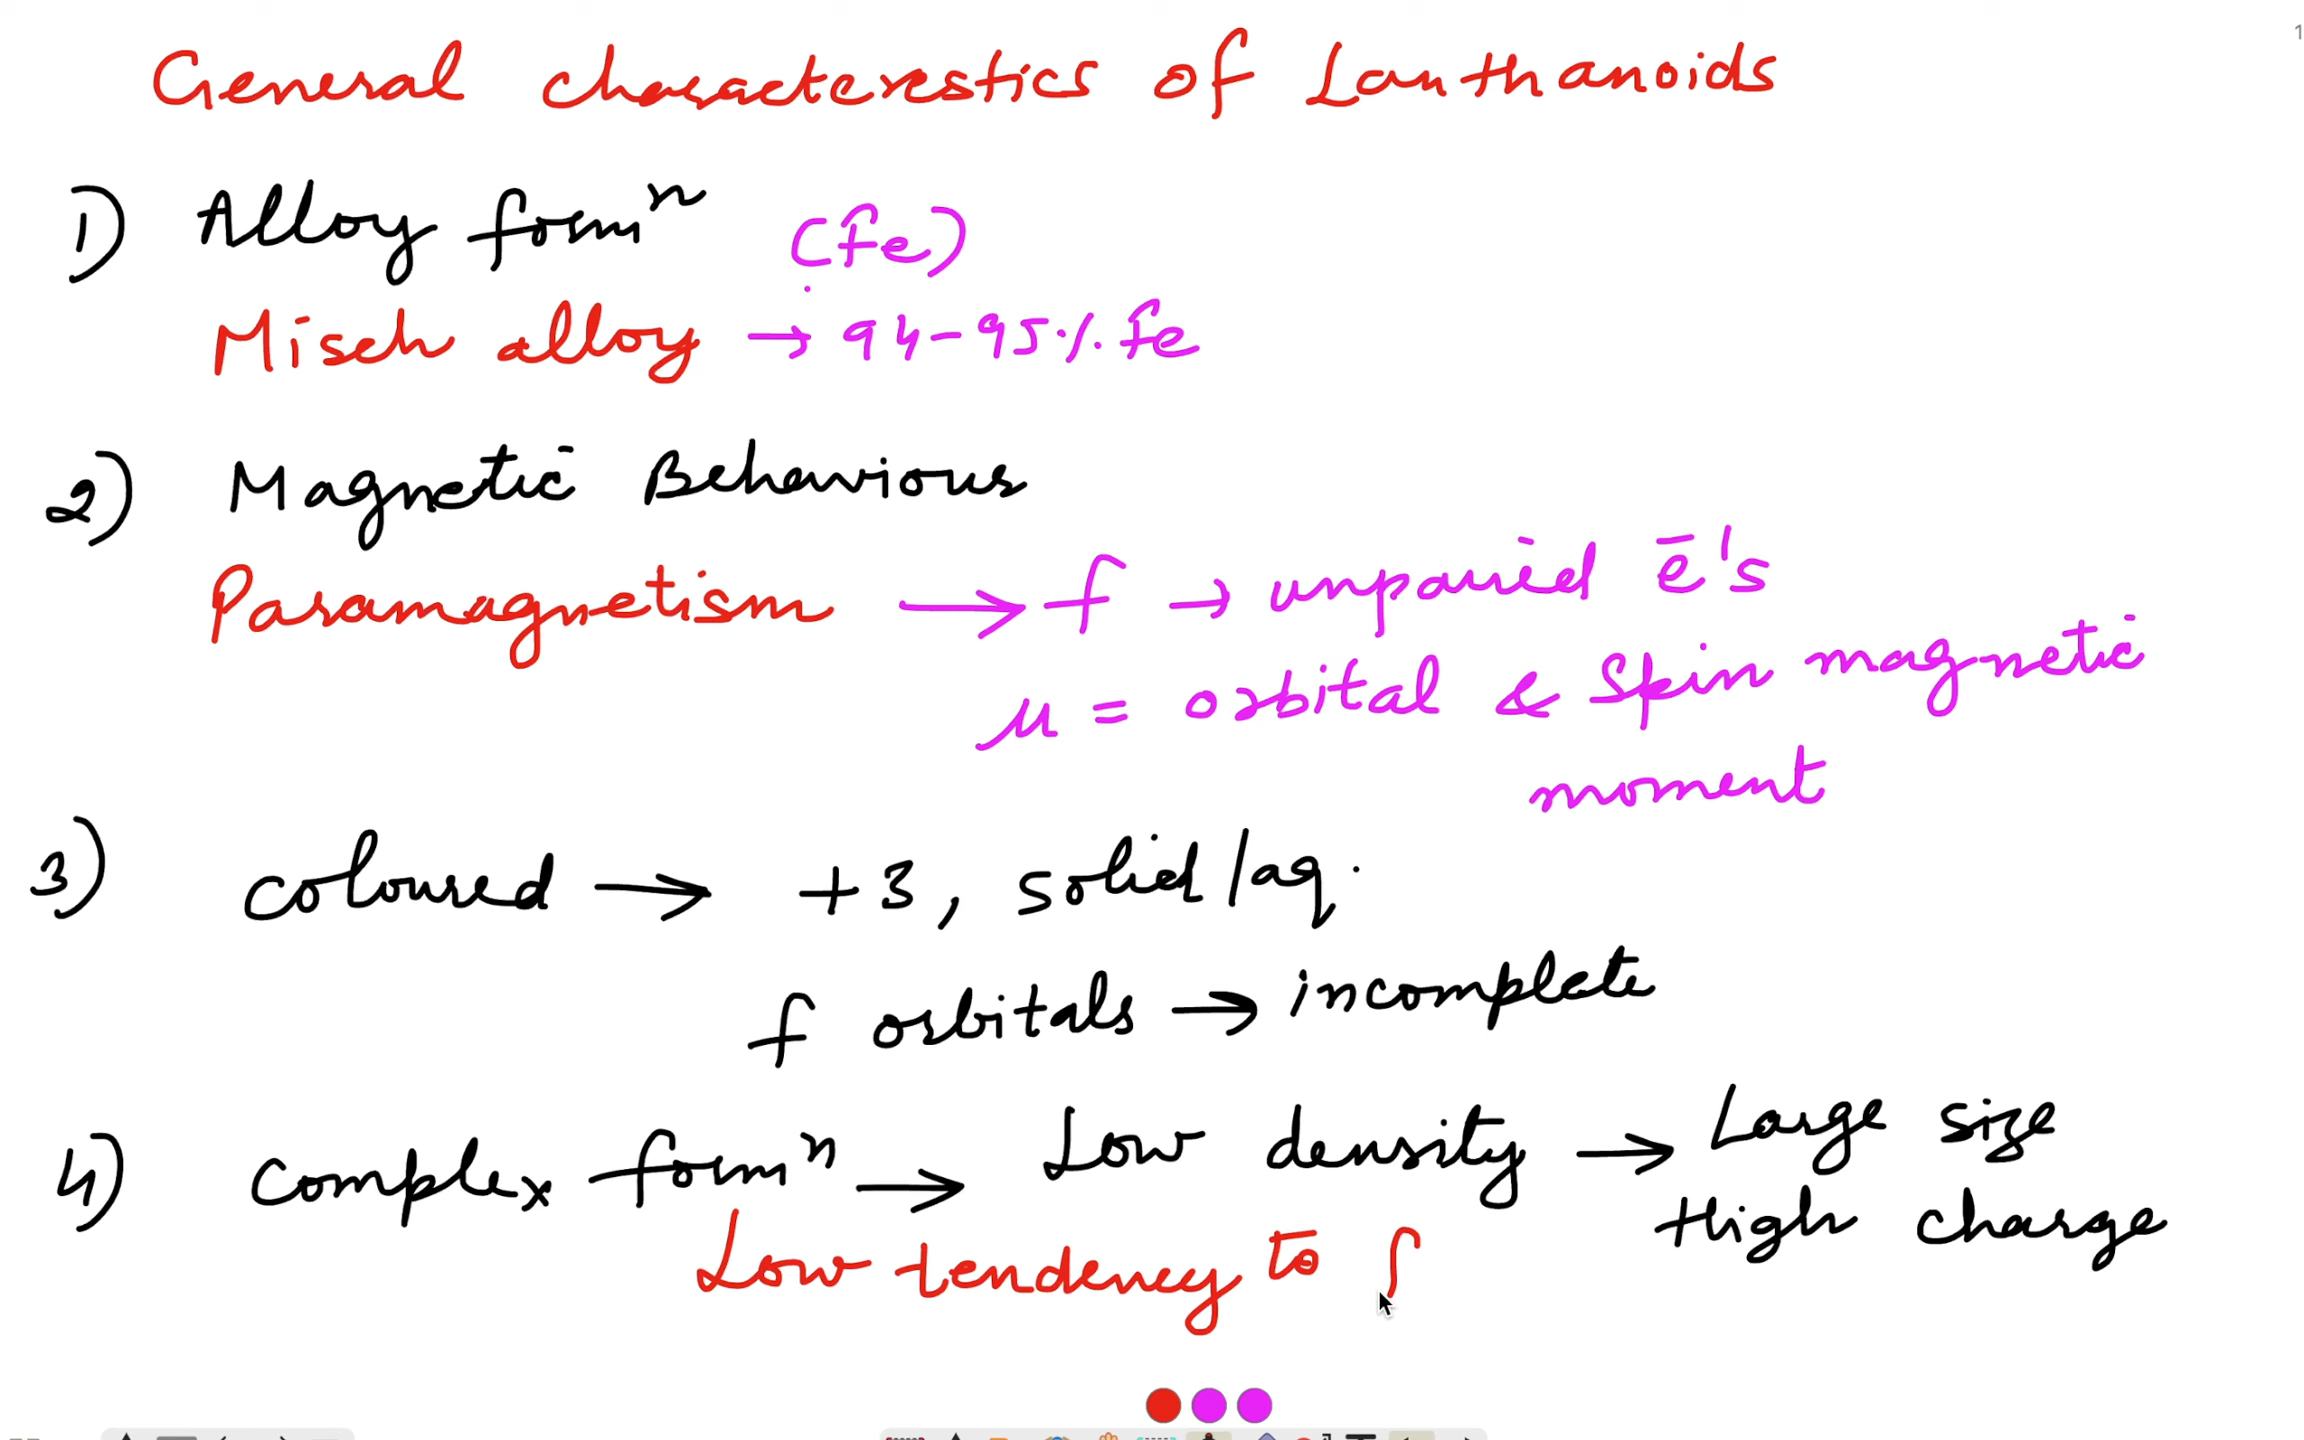 1
General characterestics of Lanthanoids
1) Alloy formⁿ (Fe)
Misch alloy → 94-95% Fe
2) Magnetic Behaviour
Paramagnetism → f → unpaired ē's
μ = orbital & spin magnetic
moment
3) coloured → +3, solid/aq.
f orbitals → incomplete
4) complex formⁿ → Low density → Large size
High charge
Low tendency to